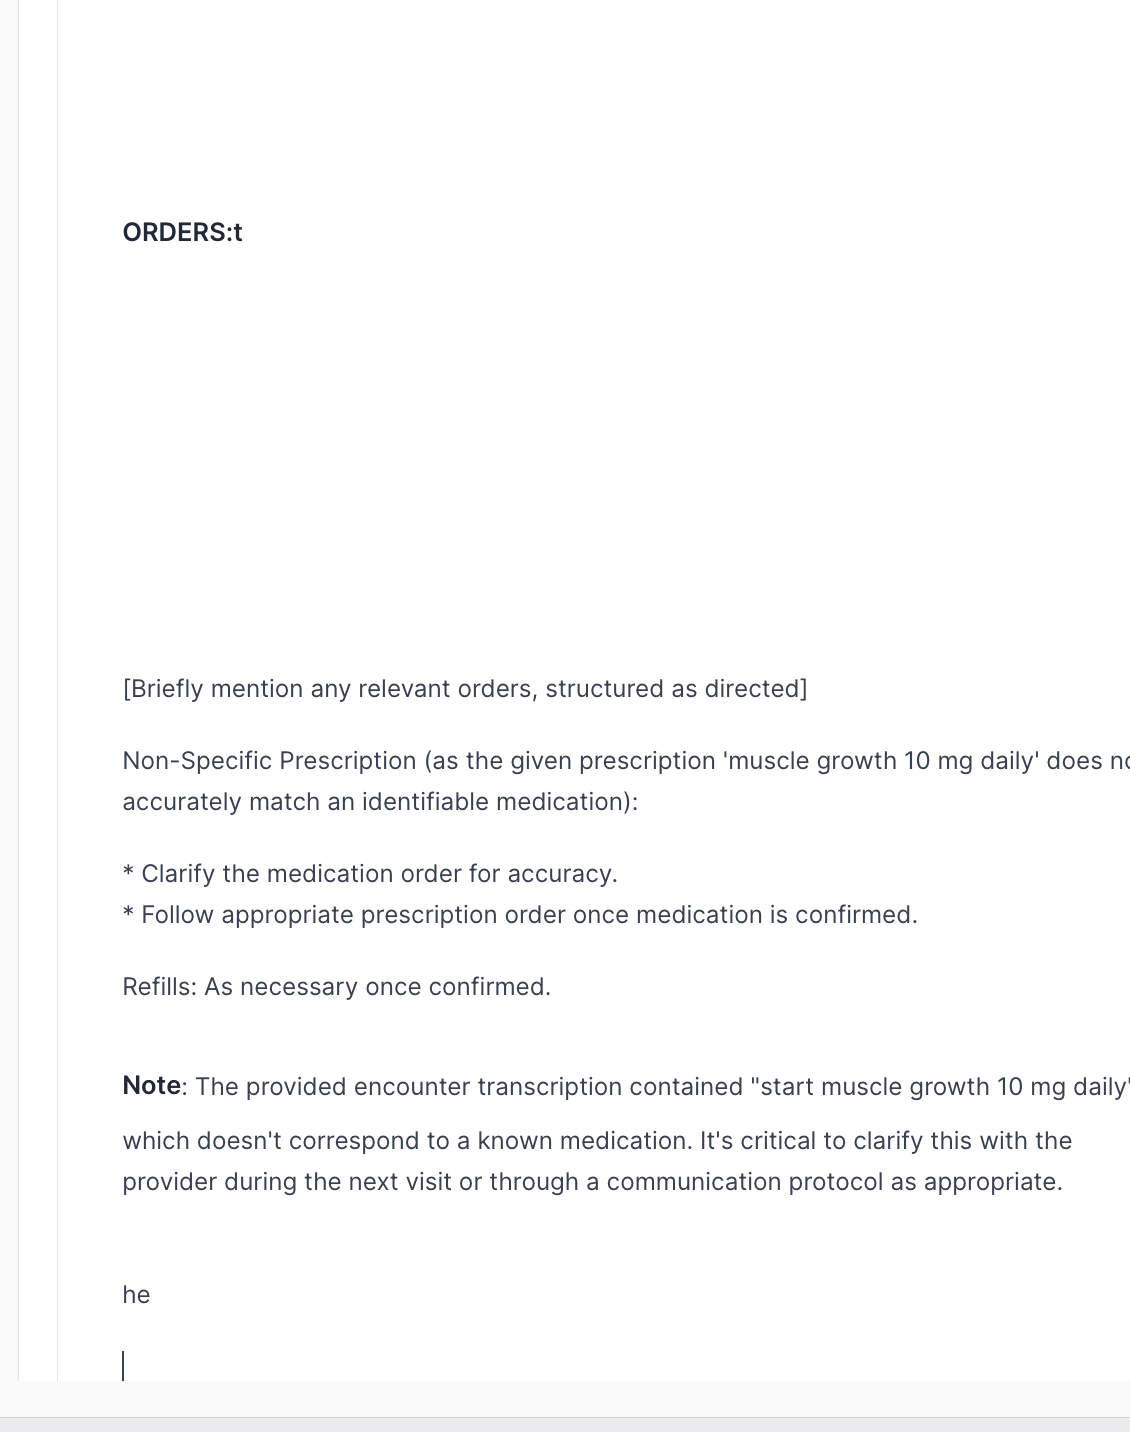 ORDERS:t
[Briefly mention any relevant orders, structured as directed]
Non-Specific Prescription (as the given prescription 'muscle growth 10 mg daily' does
accurately match an identifiable medication):
* Clarify the medication order for accuracy.
* Follow appropriate prescription order once medication is confirmed.
Refills: As necessary once confirmed.
Note: The provided encounter transcription contained "start muscle growth 10 mg daily"
which doesn't correspond to a known medication. It's critical to clarify this with the
provider during the next visit or through a communication protocol as appropriate.
he